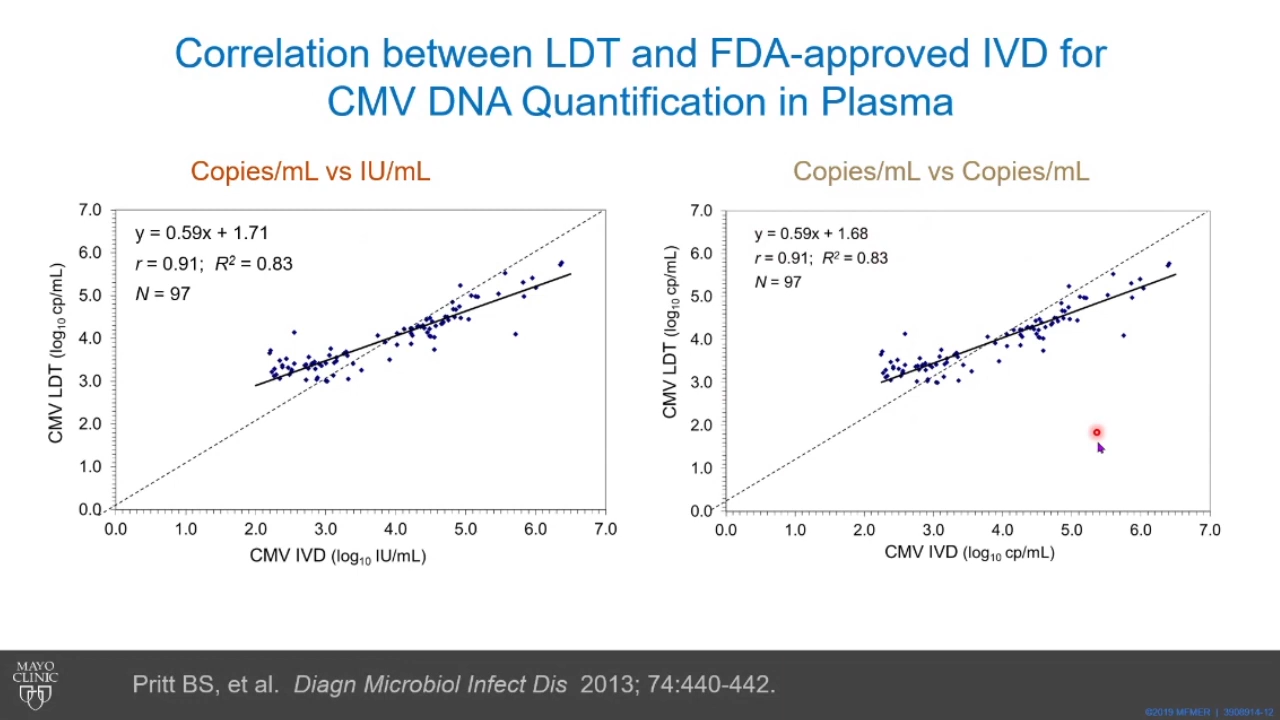 Correlation between LDT and FDA-approved IVD for
CMV DNA Quantification in Plasma
Copies/mL vs IU/mL
y = 0.59x + 1.71
r = 0.91; R² = 0.83
N = 97
CMV LDT (log₁₀ cp/mL)
7.0
6.0
5.0
4.0
3.0
2.0
1.0
0.0
0.0 1.0 2.0 3.0 4.0 5.0 6.0 7.0
CMV IVD (log₁₀ IU/mL)
Copies/mL vs Copies/mL
y = 0.59x + 1.68
r = 0.91; R² = 0.83
N = 97
CMV LDT (log₁₀ cp/mL)
7.0
6.0
5.0
4.0
3.0
2.0
1.0
0.0
0.0 1.0 2.0 3.0 4.0 5.0 6.0 7.0
CMV IVD (log₁₀ cp/mL)
MAYO
CLINIC
Pritt BS, et al. Diagn Microbiol Infect Dis 2013; 74:440-442.
©2019 MFMER | 3908914-12